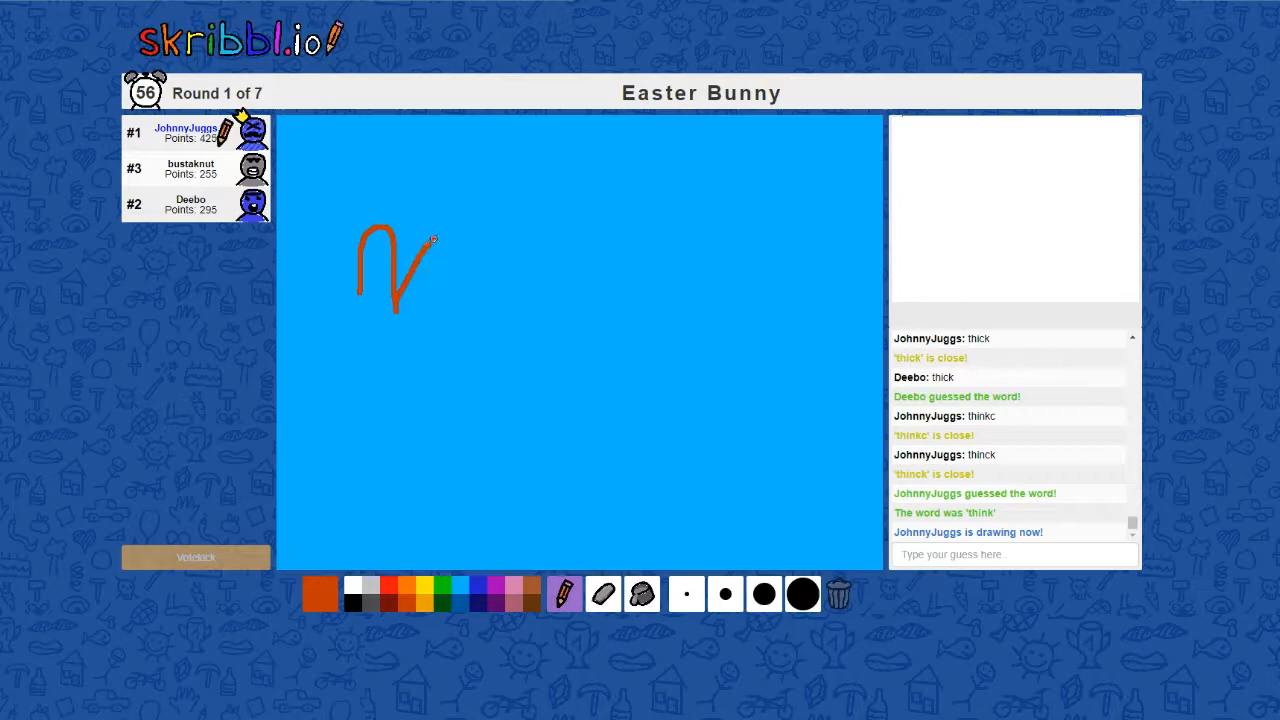 skribbl.io
56
Round 1 of 7
Easter Bunny
#1
JohnnyJuggs
Points: 425
#3
bustaknut
Points: 255
#2
Deebo
Points: 295
JohnnyJuggs: thick
'thick' is close!
Deebo: thick
Deebo guessed the word!
JohnnyJuggs: thinkc
'thinkc' is close!
JohnnyJuggs: thinck
'thinck' is close!
JohnnyJuggs guessed the word!
The word was 'think'
JohnnyJuggs is drawing now!
Votekick
Type your guess here..